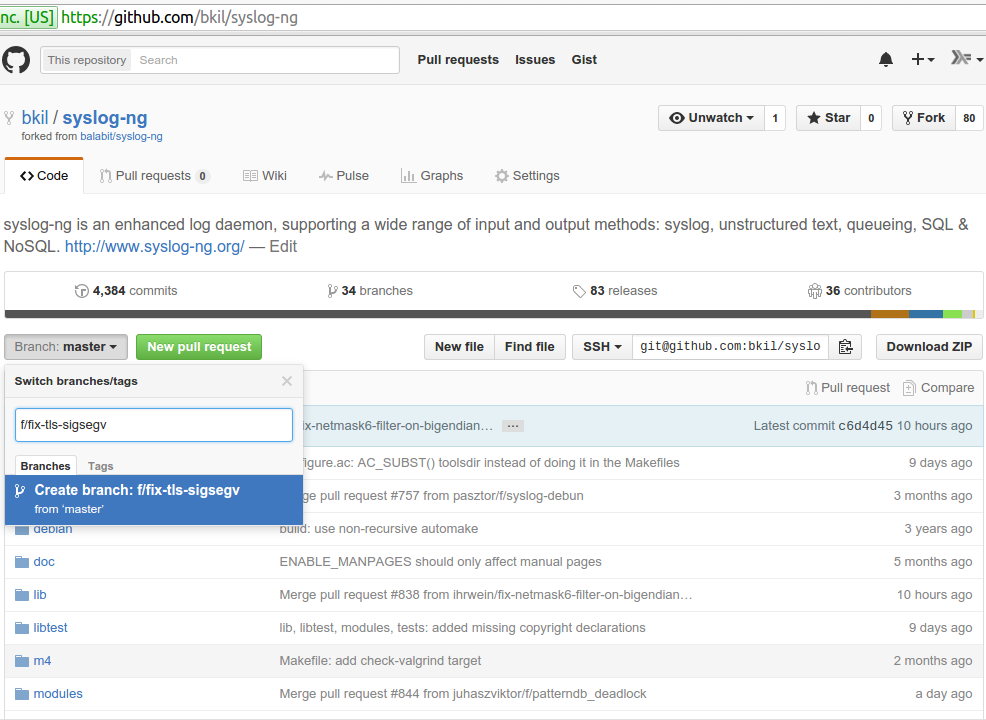 nc. [US] https://github.com/bkil/syslog-ng
This repository Search Pull requests Issues Gist
bkil / syslog-ng
forked from balabit/syslog-ng
Unwatch 1 Star 0 Fork 80
Code Pull requests 0 Wiki Pulse Graphs Settings
syslog-ng is an enhanced log daemon, supporting a wide range of input and output methods: syslog, unstructured text, queueing, SQL &
NoSQL. http://www.syslog-ng.org/ — Edit
4,384 commits 34 branches 83 releases 36 contributors
Branch: master New pull request New file Find file SSH git@github.com:bkil/syslo Download ZIP
Switch branches/tags
Pull request Compare
f/fix-tls-sigsegv
x-netmask6-filter-on-bigendian… … Latest commit c6d4d45 10 hours ago
Branches Tags
figure.ac: AC_SUBST() toolsdir instead of doing it in the Makefiles 9 days ago
Create branch: f/fix-tls-sigsegv
from 'master'
ge pull request #757 from pasztor/f/syslog-debun 3 months ago
debian build: use non-recursive automake 3 years ago
doc ENABLE_MANPAGES should only affect manual pages 5 months ago
lib Merge pull request #838 from ihrwein/fix-netmask6-filter-on-bigendian… 10 hours ago
libtest lib, libtest, modules, tests: added missing copyright declarations 9 days ago
m4 Makefile: add check-valgrind target 2 months ago
modules Merge pull request #844 from juhaszviktor/f/patterndb_deadlock a day ago